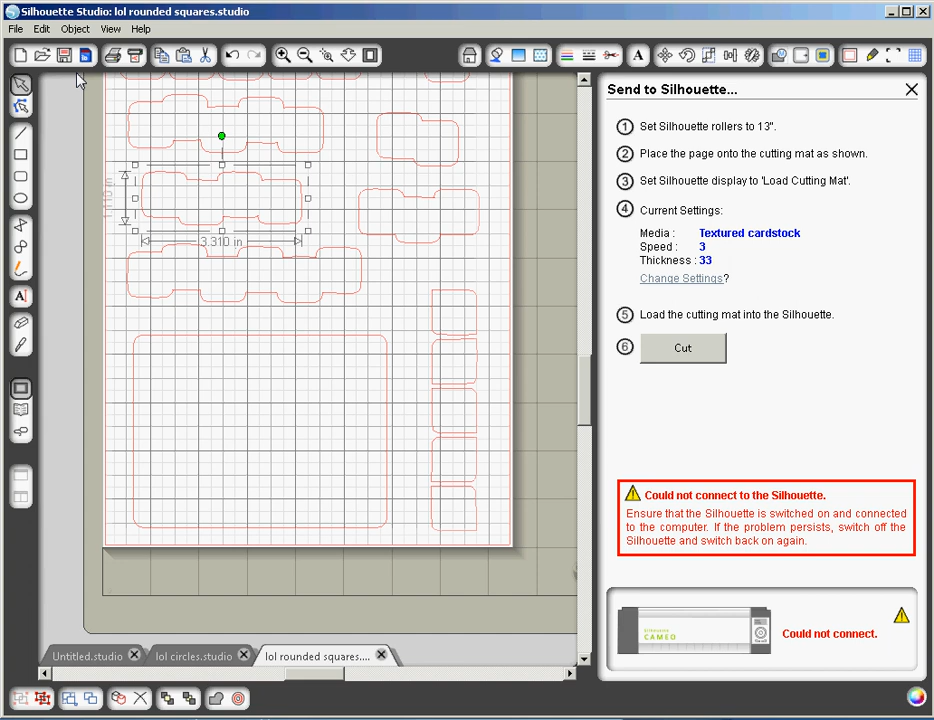 Silhouette Studio: lol rounded squares.studio
File Edit Object View Help
Send to Silhouette...
1 Set Silhouette rollers to 13".
2 Place the page onto the cutting mat as shown.
3 Set Silhouette display to 'Load Cutting Mat'.
4 Current Settings:
Media : Textured cardstock
Speed : 3
Thickness : 33
Change Settings?
5 Load the cutting mat into the Silhouette.
6 Cut
3.310 in
Could not connect to the Silhouette.
Ensure that the Silhouette is switched on and connected
to the computer. If the problem persists, switch off the
Silhouette and switch back on again.
CAMEO
Could not connect.
Untitled.studio lol circles.studio lol rounded squares....